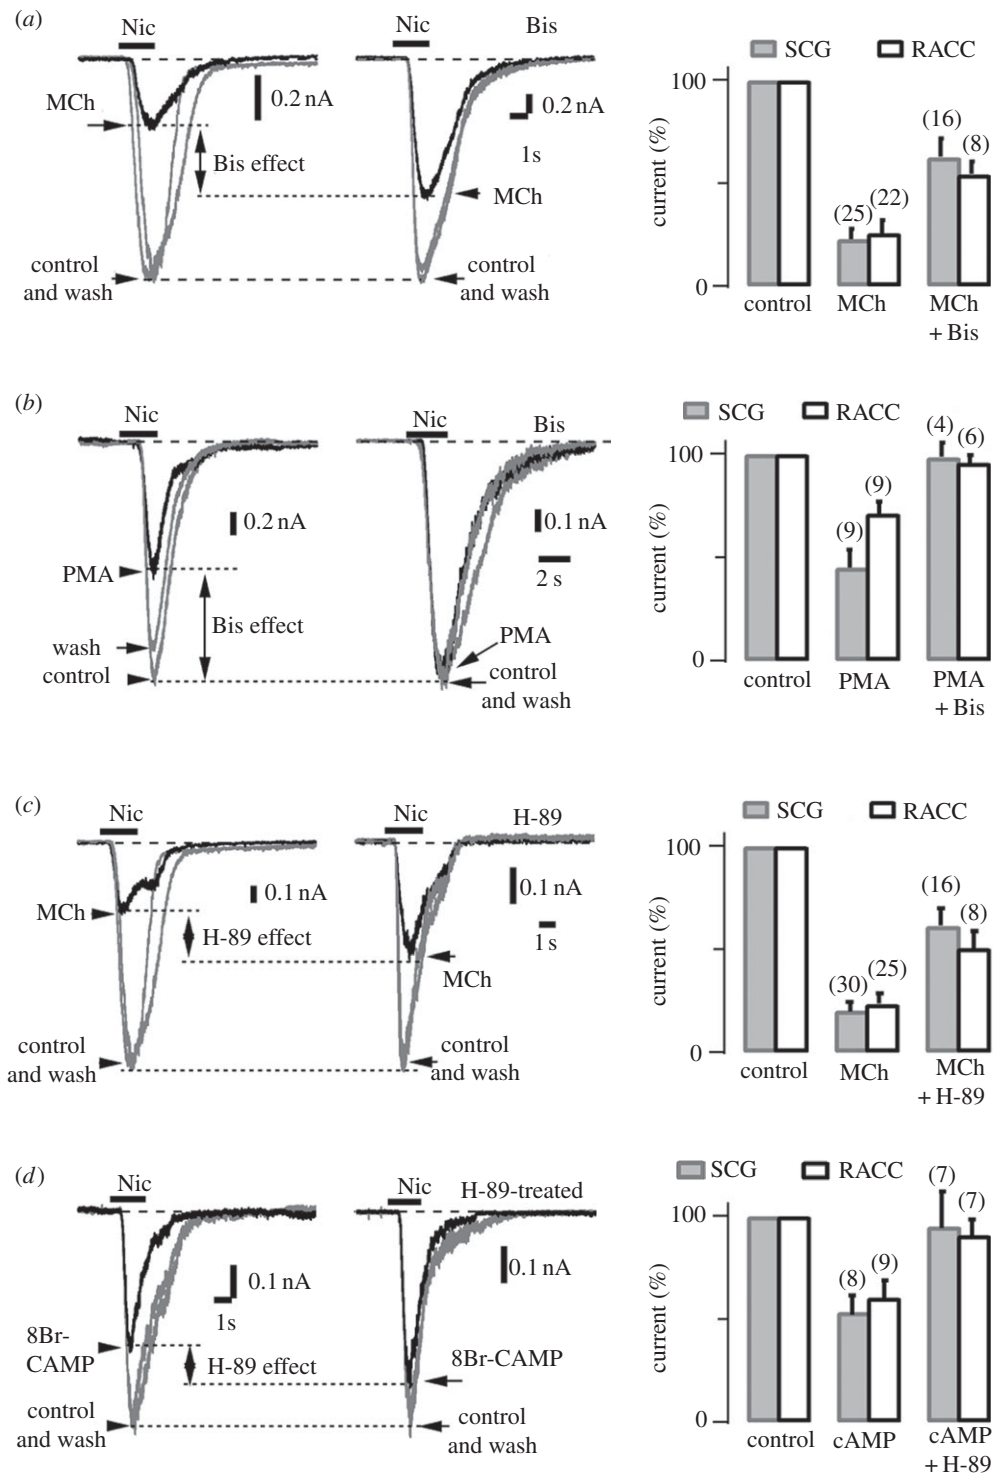 (a)
Nic
Nic
Bis
MCh
0.2 nA
0.2 nA
1s
Bis effect
MCh
control
and wash
control
and wash
SCG
RACC
current (%)
100
0
(25)
(22)
(16)
(8)
control
MCh
MCh
+ Bis
(b)
Nic
Nic
Bis
0.2 nA
0.1 nA
2 s
PMA
Bis effect
wash
control
PMA
control
and wash
SCG
RACC
current (%)
100
0
(9)
(9)
(4)
(6)
control
PMA
PMA
+ Bis
(c)
Nic
Nic
H-89
0.1 nA
0.1 nA
1 s
MCh
H-89 effect
MCh
control
and wash
control
and wash
SCG
RACC
current (%)
100
0
(30)
(25)
(16)
(8)
control
MCh
MCh
+ H-89
(d)
Nic
Nic
H-89-treated
0.1 nA
1s
0.1 nA
8Br-
CAMP
H-89 effect
8Br-CAMP
control
and wash
control
and wash
SCG
RACC
current (%)
100
0
(8)
(9)
(7)
(7)
control
cAMP
cAMP
+ H-89